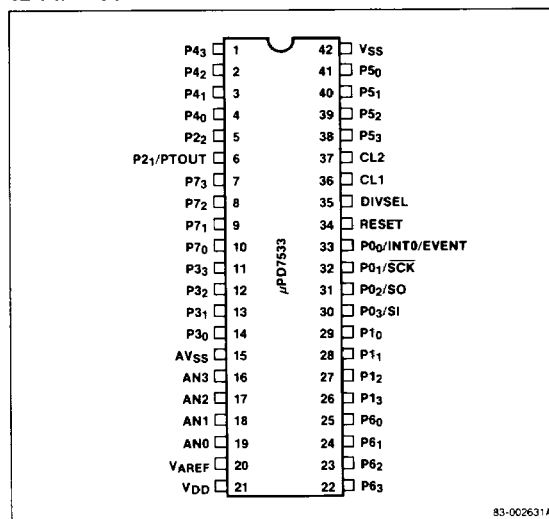 P4₃ 1 42 VSS
P4₂ 2 41 P5₀
P4₁ 3 40 P5₁
P4₀ 4 39 P5₂
P2₂ 5 38 P5₃
P2₁/PTOUT 6 37 CL2
P7₃ 7 36 CL1
P7₂ 8 35 DIVSEL
P7₁ 9 34 RESET
P7₀ 10 33 P0₀/INT0/EVENT
P3₃ 11 32 P0₁/S̅C̅K̅
P3₂ 12 31 P0₂/SO
P3₁ 13 30 P0₃/SI
P3₀ 14 29 P1₀
AVSS 15 28 P1₁
AN3 16 27 P1₂
AN2 17 26 P1₃
AN1 18 25 P6₀
AN0 19 24 P6₁
VAREF 20 23 P6₂
VDD 21 22 P6₃
μPD7533
83-002631A